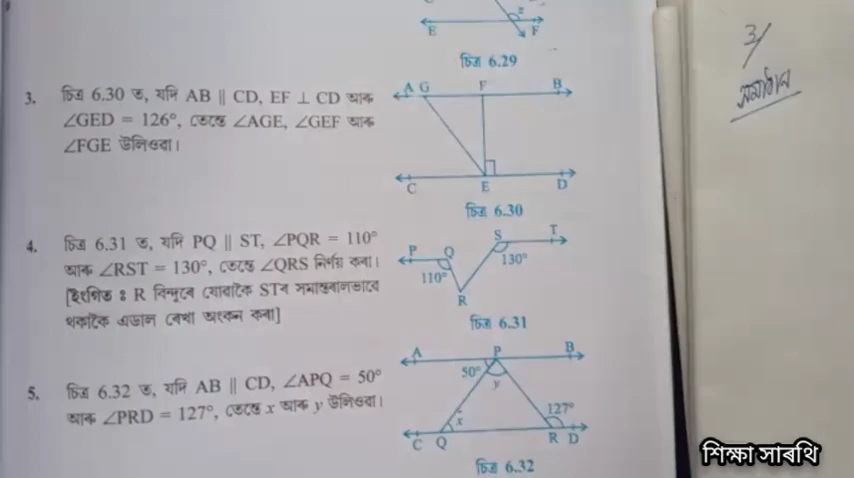 z
E F
চিত্ৰ 6.29
3. চিত্ৰ 6.30 ত, যদি AB || CD, EF ⊥ CD আৰু
∠GED = 126°, তেন্তে ∠AGE, ∠GEF আৰু
∠FGE উলিওৱা।
A G F B
C E D
চিত্ৰ 6.30
4. চিত্ৰ 6.31 ত, যদি PQ || ST, ∠PQR = 110°
আৰু ∠RST = 130°, তেন্তে ∠QRS নিৰ্ণয় কৰা।
[ইংগিত ঃ R বিন্দুৰে যোৱাকৈ STৰ সমান্তৰালভাৱে
থকাকৈ এডাল ৰেখা অংকন কৰা]
S T
P Q
130°
110°
R
চিত্ৰ 6.31
5. চিত্ৰ 6.32 ত, যদি AB || CD, ∠APQ = 50°
আৰু ∠PRD = 127°, তেন্তে x আৰু y উলিওৱা।
A P B
50°
y
127°
x
C Q R D
চিত্ৰ 6.32
3/
সমাধান
শিক্ষা সাৰথি